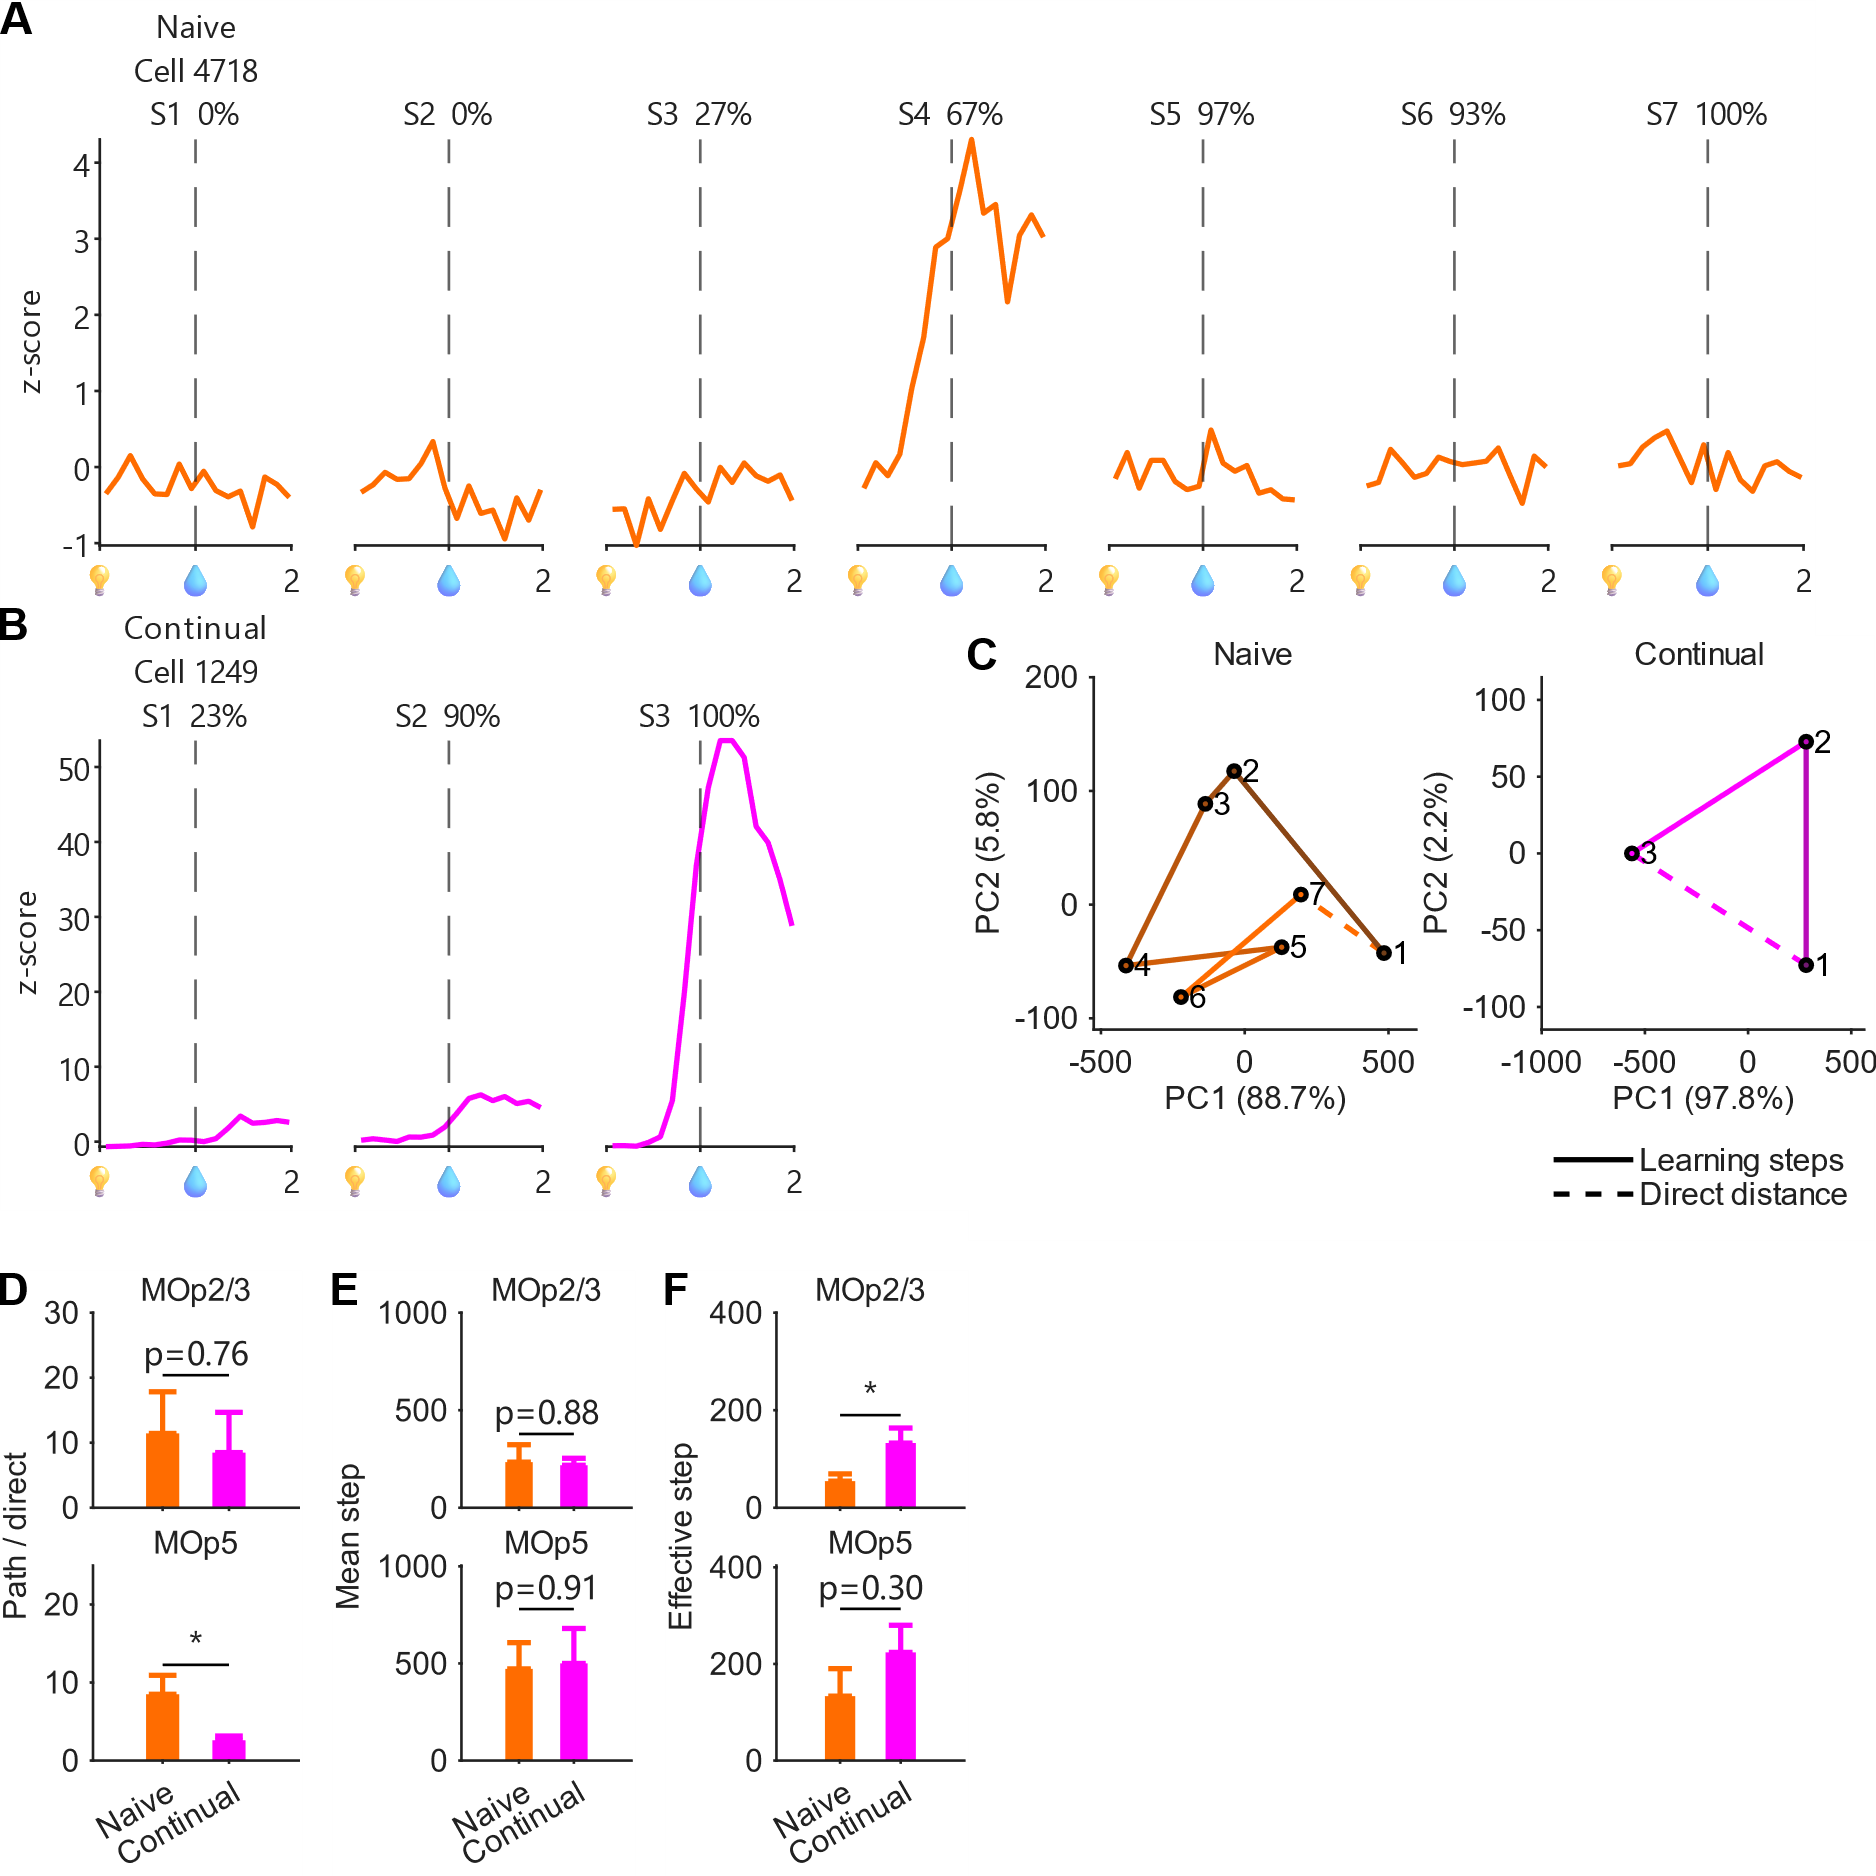 A
Naive
Cell 4718
S1 0%
S2 0%
S3 27%
S4 67%
S5 97%
S6 93%
S7 100%
z-score
4
3
2
1
0
-1
2
2
2
2
2
2
2
B
Continual
Cell 1249
S1 23%
S2 90%
S3 100%
z-score
50
40
30
20
10
0
2
2
2
C
Naive
PC2 (5.8%)
200
100
0
-100
2
3
7
5
1
4
6
-500
0
500
PC1 (88.7%)
Continual
PC2 (2.2%)
100
50
0
-50
-100
2
3
1
-1000
-500
0
500
PC1 (97.8%)
Learning steps
Direct distance
D
MOp2/3
30
20
10
0
p=0.76
Path / direct
MOp5
20
10
0
*
Naive
Continual
E
MOp2/3
1000
500
0
p=0.88
Mean step
MOp5
1000
500
0
p=0.91
Naive
Continual
F
MOp2/3
400
200
0
*
Effective step
MOp5
400
200
0
p=0.30
Naive
Continual